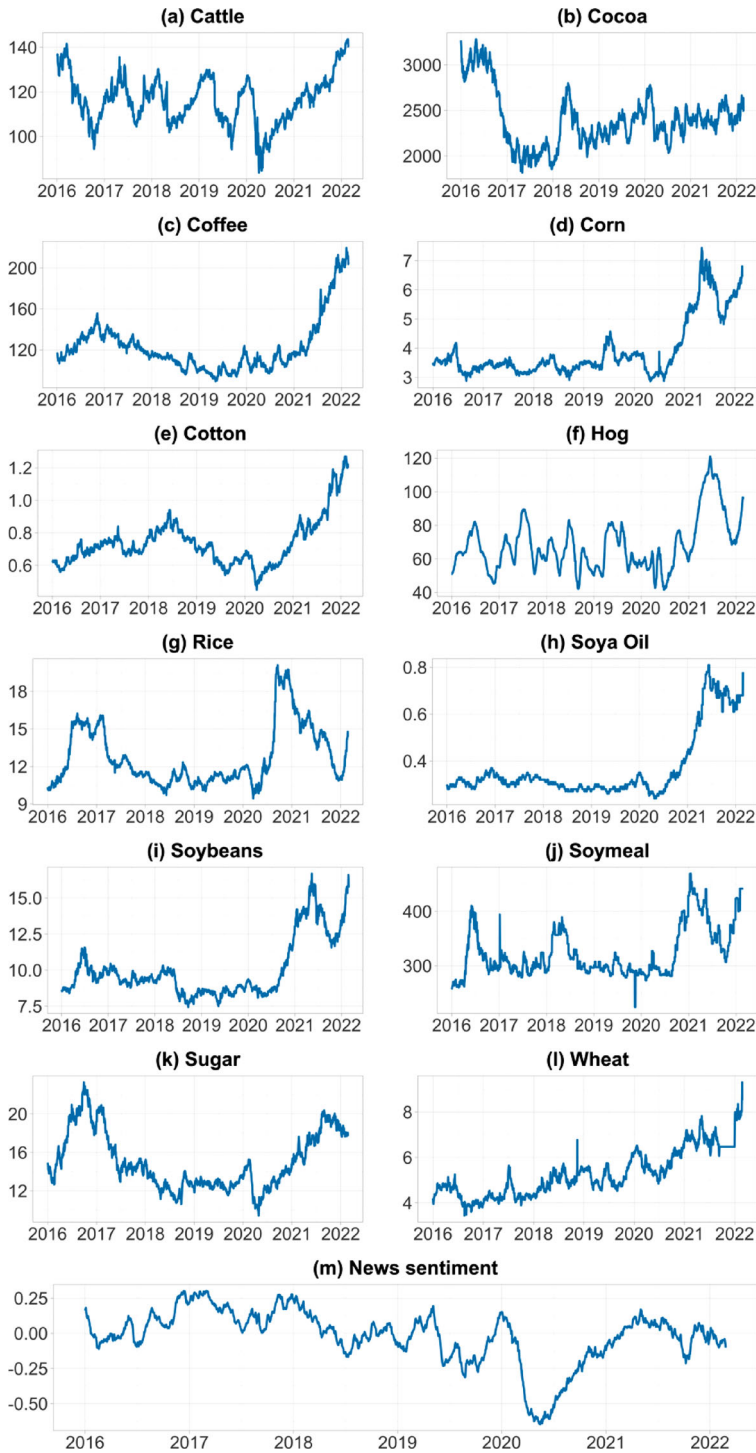 (a) Cattle
140
120
100
2016 2017 2018 2019 2020 2021 2022
(b) Cocoa
3000
2500
2000
2016 2017 2018 2019 2020 2021 2022
(c) Coffee
200
160
120
2016 2017 2018 2019 2020 2021 2022
(d) Corn
7
6
5
4
3
2016 2017 2018 2019 2020 2021 2022
(e) Cotton
1.2
1.0
0.8
0.6
2016 2017 2018 2019 2020 2021 2022
(f) Hog
120
100
80
60
40
2016 2017 2018 2019 2020 2021 2022
(g) Rice
18
15
12
9
2016 2017 2018 2019 2020 2021 2022
(h) Soya Oil
0.8
0.6
0.4
2016 2017 2018 2019 2020 2021 2022
(i) Soybeans
15.0
12.5
10.0
7.5
2016 2017 2018 2019 2020 2021 2022
(j) Soymeal
400
300
2016 2017 2018 2019 2020 2021 2022
(k) Sugar
20
16
12
2016 2017 2018 2019 2020 2021 2022
(l) Wheat
8
6
4
2016 2017 2018 2019 2020 2021 2022
(m) News sentiment
0.25
0.00
-0.25
-0.50
2016 2017 2018 2019 2020 2021 2022